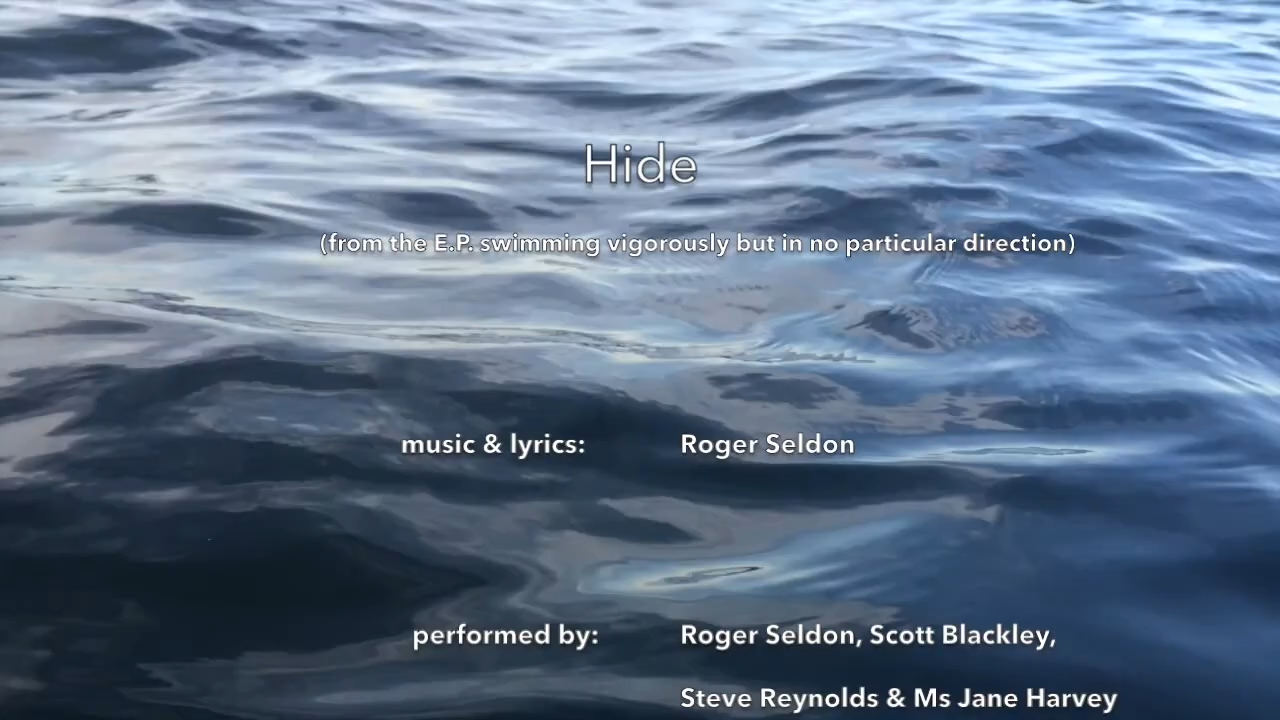 Hide
(from the E.P. swimming vigorously but in no particular direction)
music & lyrics: Roger Seldon
performed by: Roger Seldon, Scott Blackley,
Steve Reynolds & Ms Jane Harvey